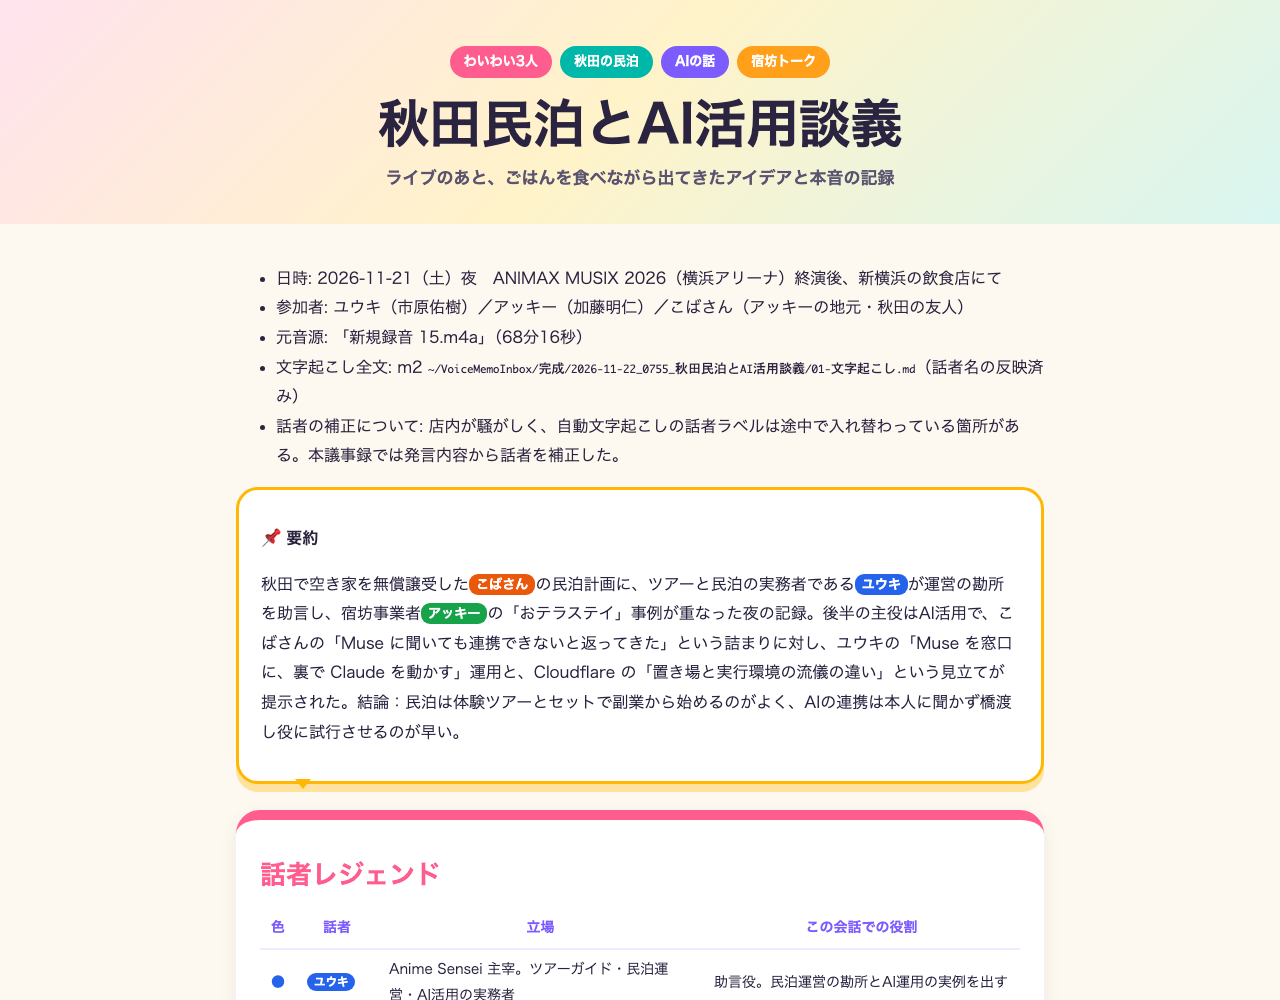 わいわい3人 秋田の民泊 AIの話 宿坊トーク
秋田民泊とAI活用談義
ライブのあと、ごはんを食べながら出てきたアイデアと本音の記録
日時: 2026-11-21（土）夜　ANIMAX MUSIX 2026（横浜アリーナ）終演後、新横浜の飲食店にて
参加者: ユウキ（市原佑樹）／アッキー（加藤明仁）／こばさん（アッキーの地元・秋田の友人）
元音源: 「新規録音 15.m4a」（68分16秒）
文字起こし全文: m2 ~/VoiceMemoInbox/完成/2026-11-22_0755_秋田民泊とAI活用談義/01-文字起こし.md（話者名の反映済
み）
話者の補正について: 店内が騒がしく、自動文字起こしの話者ラベルは途中で入れ替わっている箇所があ
る。本議事録では発言内容から話者を補正した。
📌 要約
秋田で空き家を無償譲受したこばさんの民泊計画に、ツアーと民泊の実務者であるユウキが運営の勘所
を助言し、宿坊事業者アッキーの「おテラステイ」事例が重なった夜の記録。後半の主役はAI活用で、こ
ばさんの「Muse に聞いても連携できないと返ってきた」という詰まりに対し、ユウキの「Muse を窓口
に、裏で Claude を動かす」運用と、Cloudflare の「置き場と実行環境の流儀の違い」という見立てが
提示された。結論：民泊は体験ツアーとセットで副業から始めるのがよく、AIの連携は本人に聞かず橋渡
し役に試行させるのが早い。
話者レジェンド
色 話者 立場 この会話での役割
ユウキ Anime Sensei 主宰。ツアーガイド・民泊運 助言役。民泊運営の勘所とAI運用の実例を出す
営・AI活用の実務者